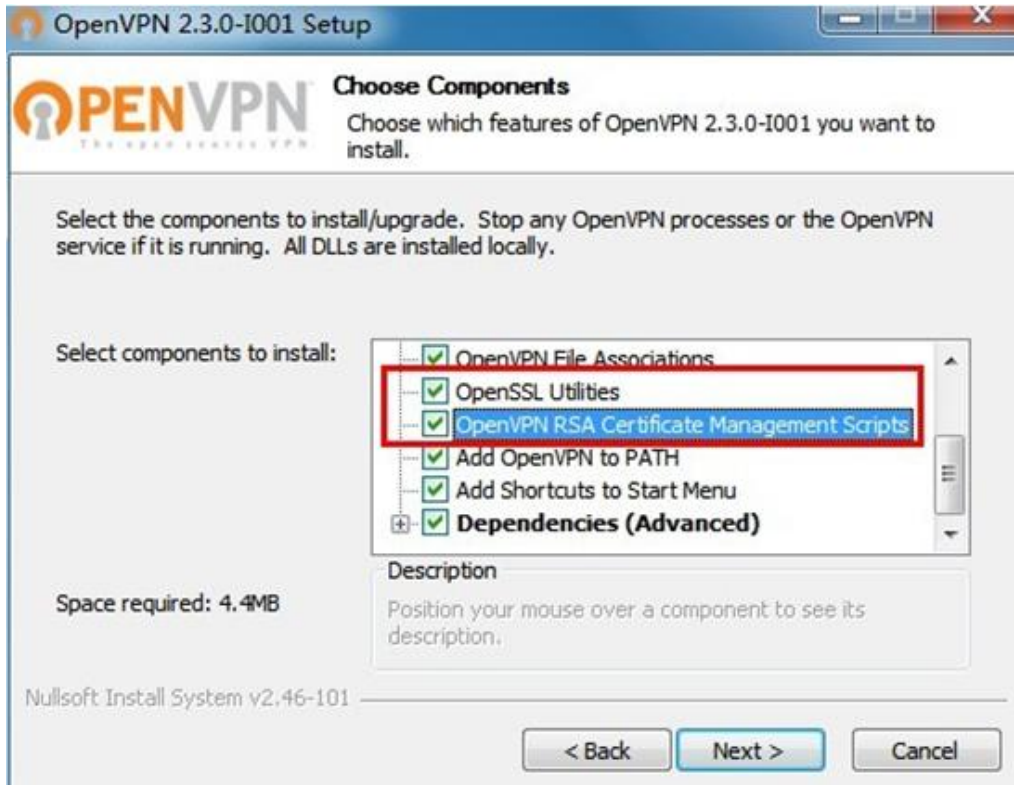 OpenVPN 2.3.0-I001 Setup
OPENVPN
The open source VPN
Choose Components
Choose which features of OpenVPN 2.3.0-I001 you want to
install.
Select the components to install/upgrade. Stop any OpenVPN processes or the OpenVPN
service if it is running. All DLLs are installed locally.
Select components to install:
OpenVPN File Associations
OpenSSL Utilities
OpenVPN RSA Certificate Management Scripts
Add OpenVPN to PATH
Add Shortcuts to Start Menu
Dependencies (Advanced)
Space required: 4.4MB
Description
Position your mouse over a component to see its
description.
Nullsoft Install System v2.46-101
< Back
Next >
Cancel